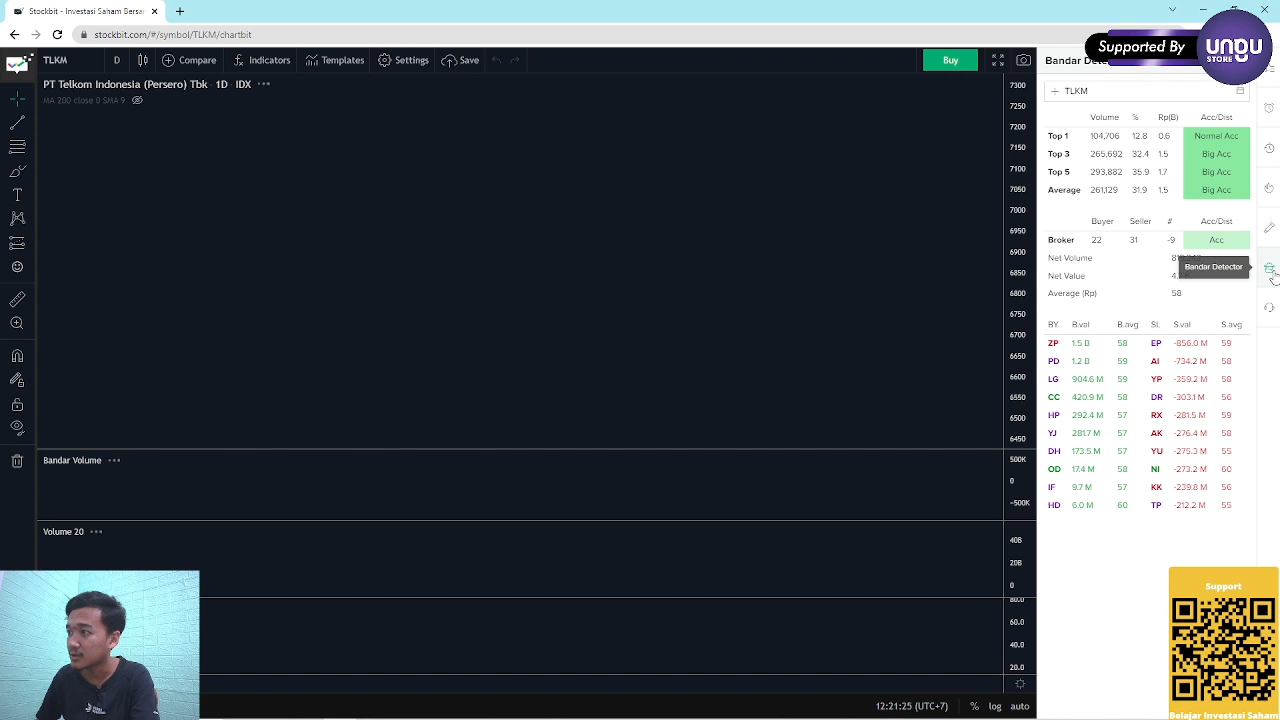 Stockbit - Investasi Saham Bersa
stockbit.com/#/symbol/TLKM/chartbit
Supported By
UNGU
STORE
TLKM
D
Compare
Indicators
Templates
Settings
Save
Buy
PT Telkom Indonesia (Persero) Tbk · 1D · IDX
MA 200 close 0 SMA 9
7300
7250
7200
7150
7100
7050
7000
6950
6900
6850
6800
6750
6700
6650
6600
6550
6500
6450
Bandar Volume
500K
0
-500K
Volume 20
40B
20B
0
80.0
60.0
40.0
20.0
12:21:25 (UTC+7)
% log auto
Bandar De
TLKM
Volume % Rp(B) Acc/Dist
Top 1 104,706 12.8 0.6 Normal Acc
Top 3 265,692 32.4 1.5 Big Acc
Top 5 293,882 35.9 1.7 Big Acc
Average 261,129 31.9 1.5 Big Acc
Buyer Seller # Acc/Dist
Broker 22 31 -9 Acc
Net Volume
Bandar Detector
Net Value
Average (Rp) 58
BY B.val B.avg SL S.val S.avg
ZP 1.5 B 58 EP -856.0 M 59
PD 1.2 B 59 AI -734.2 M 58
LG 904.6 M 59 YP -359.2 M 58
CC 420.9 M 58 DR -303.1 M 56
HP 292.4 M 57 RX -281.5 M 59
YJ 281.7 M 57 AK -276.4 M 58
DH 173.5 M 57 YU -275.3 M 55
OD 17.4 M 58 NI -273.2 M 60
IF 9.7 M 57 KK -239.8 M 56
HD 6.0 M 60 TP -212.2 M 55
Support
Belajar Investasi Saham